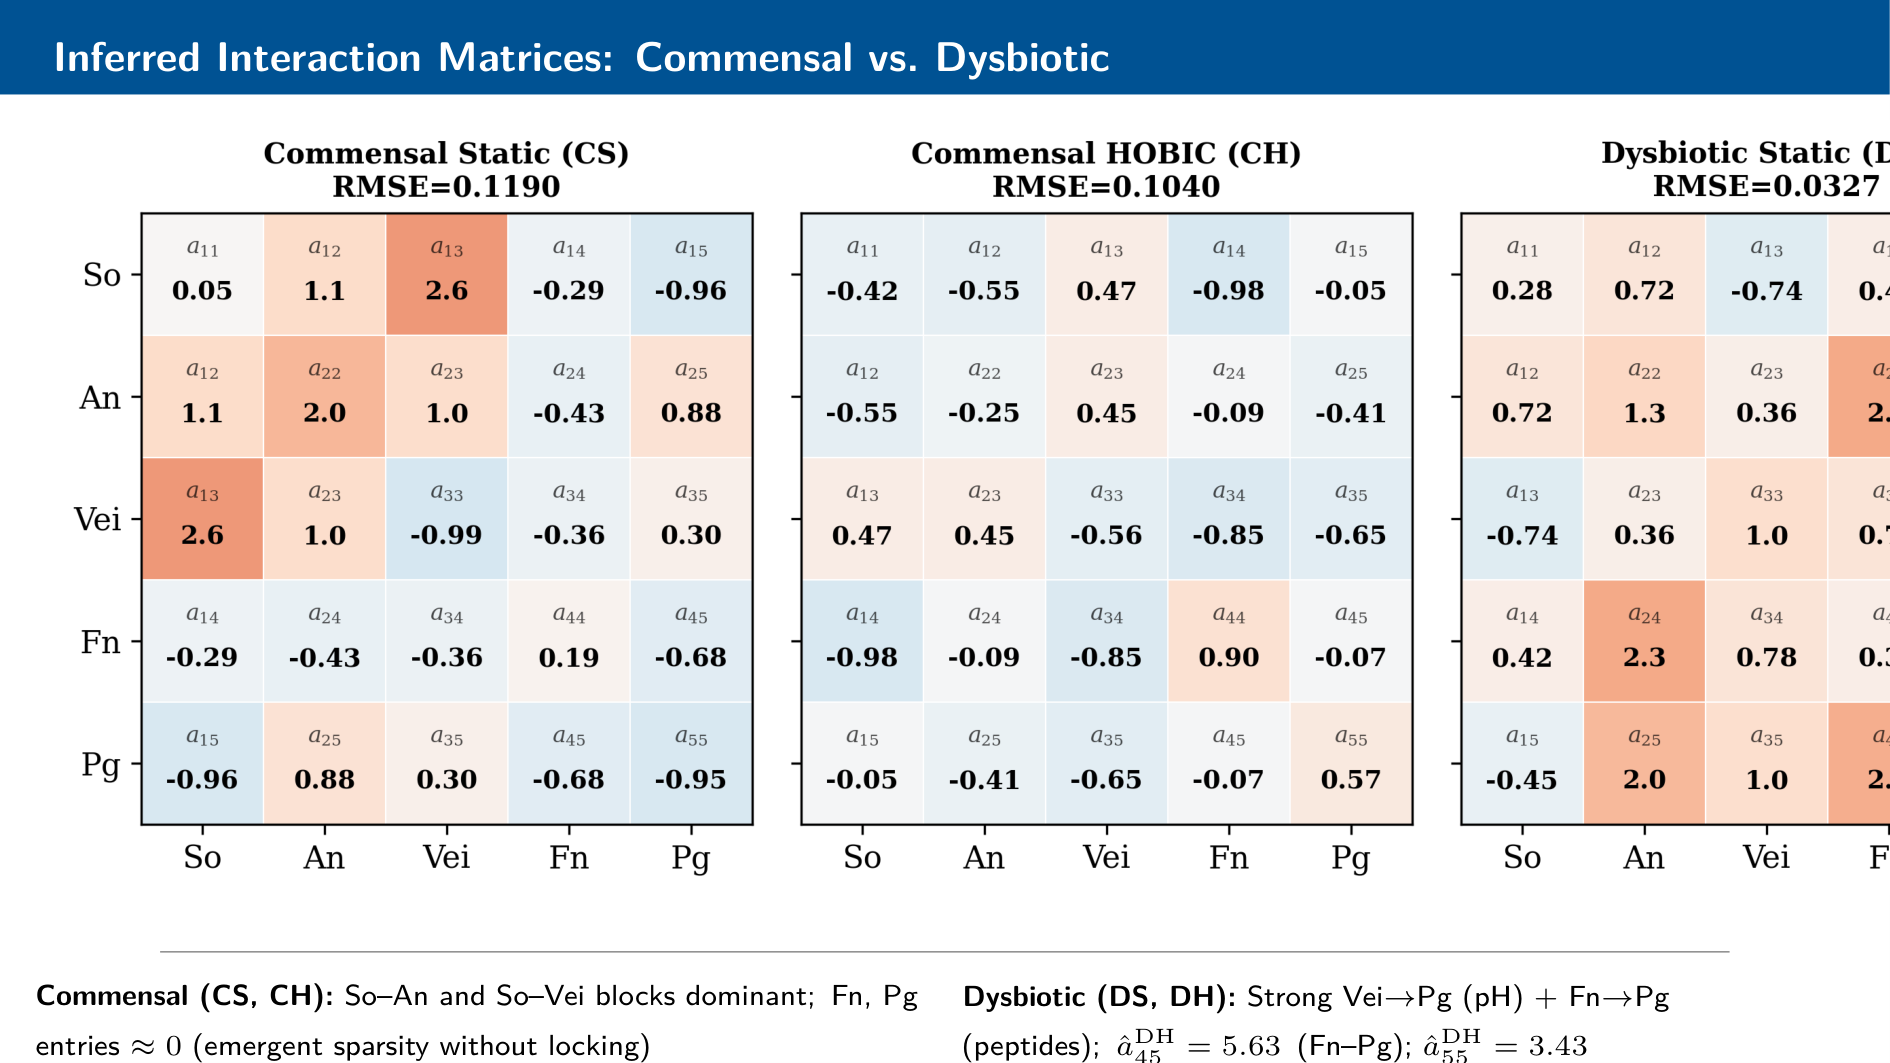 Inferred Interaction Matrices: Commensal vs. Dysbiotic
Commensal Static (CS)
RMSE=0.1190
a11 a12 a13 a14 a15
So 0.05 1.1 2.6 -0.29 -0.96
a12 a22 a23 a24 a25
An 1.1 2.0 1.0 -0.43 0.88
a13 a23 a33 a34 a35
Vei 2.6 1.0 -0.99 -0.36 0.30
a14 a24 a34 a44 a45
Fn -0.29 -0.43 -0.36 0.19 -0.68
a15 a25 a35 a45 a55
Pg -0.96 0.88 0.30 -0.68 -0.95
So An Vei Fn Pg
Commensal HOBIC (CH)
RMSE=0.1040
a11 a12 a13 a14 a15
-0.42 -0.55 0.47 -0.98 -0.05
a12 a22 a23 a24 a25
-0.55 -0.25 0.45 -0.09 -0.41
a13 a23 a33 a34 a35
0.47 0.45 -0.56 -0.85 -0.65
a14 a24 a34 a44 a45
-0.98 -0.09 -0.85 0.90 -0.07
a15 a25 a35 a45 a55
-0.05 -0.41 -0.65 -0.07 0.57
So An Vei Fn Pg
Dysbiotic Static
RMSE=0.0327
a11 a12 a13
0.28 0.72 -0.74
a12 a22 a23
0.72 1.3 0.36
a13 a23 a33
-0.74 0.36 1.0
a14 a24 a34
0.42 2.3 0.78
a15 a25 a35
-0.45 2.0 1.0
So An Vei
Commensal (CS, CH): So–An and So–Vei blocks dominant; Fn, Pg
entries ≈ 0 (emergent sparsity without locking)
Dysbiotic (DS, DH): Strong Vei→Pg (pH) + Fn→Pg
(peptides); â45^DH = 5.63 (Fn–Pg); â55^DH = 3.43